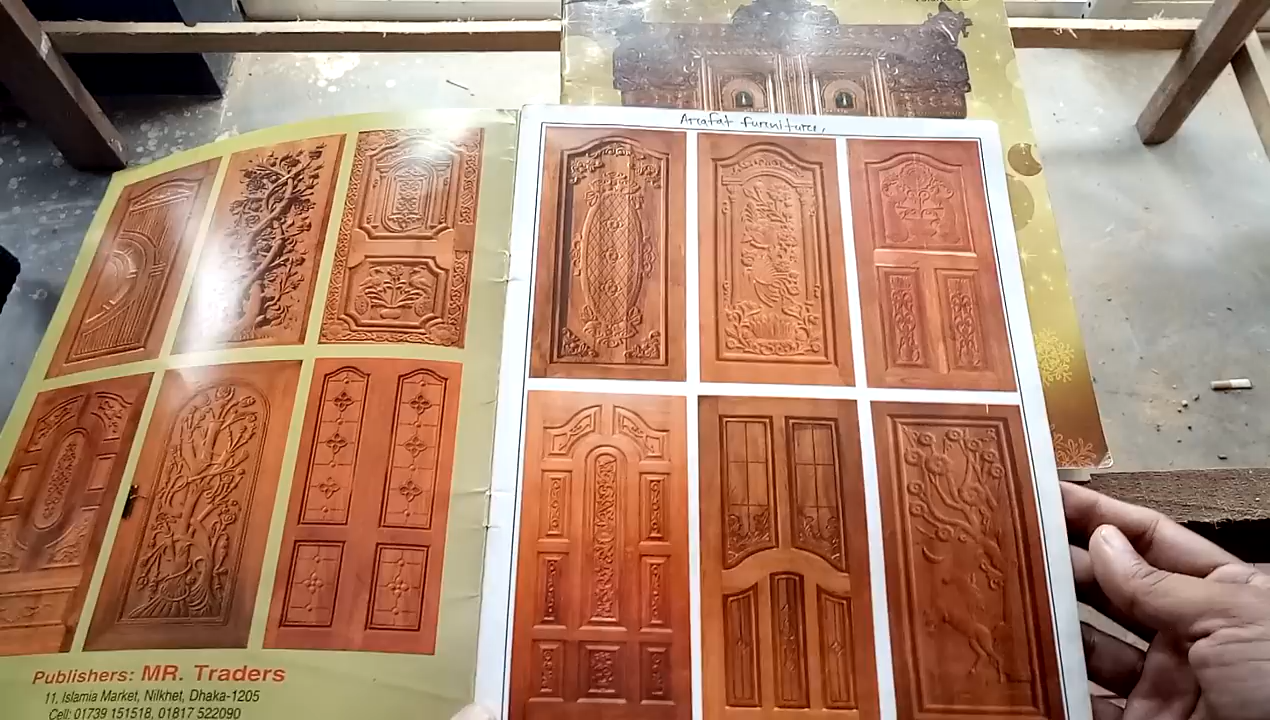 Arafat furniture,
Publishers: MR. Traders
11, Islamia Market, Nilkhet, Dhaka-1205
Cell: 01739 151518, 01817 522090